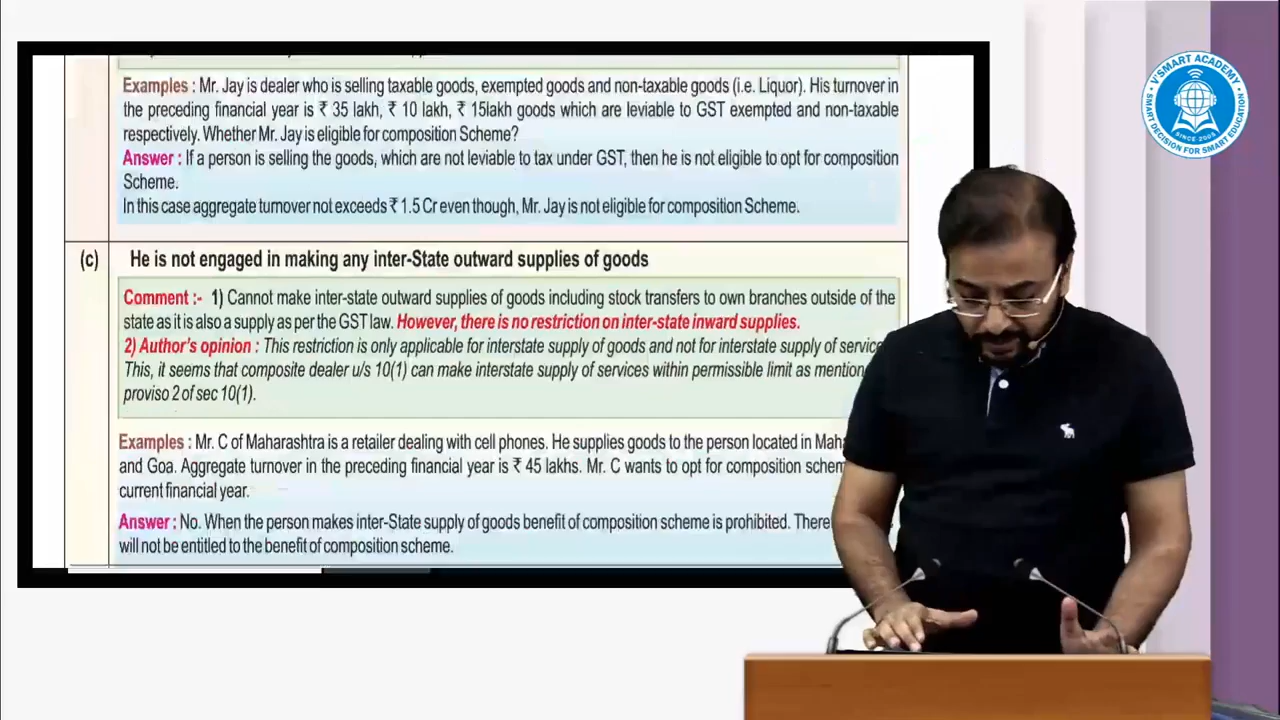 Examples : Mr. Jay is dealer who is selling taxable goods, exempted goods and non-taxable goods (i.e. Liquor). His turnover in
the preceding financial year is ₹ 35 lakh, ₹ 10 lakh, ₹ 15lakh goods which are leviable to GST exempted and non-taxable
respectively. Whether Mr. Jay is eligible for composition Scheme?
Answer : If a person is selling the goods, which are not leviable to tax under GST, then he is not eligible to opt for composition
Scheme.
In this case aggregate turnover not exceeds ₹ 1.5 Cr even though, Mr. Jay is not eligible for composition Scheme.
(c) He is not engaged in making any inter-State outward supplies of goods
Comment :- 1) Cannot make inter-state outward supplies of goods including stock transfers to own branches outside of the
state as it is also a supply as per the GST law. However, there is no restriction on inter-state inward supplies.
2) Author's opinion : This restriction is only applicable for interstate supply of goods and not for interstate supply of
This, it seems that composite dealer u/s 10(1) can make interstate supply of services within permissible limit as
proviso 2 of sec 10(1).
Examples : Mr. C of Maharashtra is a retailer dealing with cell phones. He supplies goods to the person located in
and Goa. Aggregate turnover in the preceding financial year is ₹ 45 lakhs. Mr. C wants to opt for composition
current financial year.
Answer : No. When the person makes inter-State supply of goods benefit of composition scheme is prohibited.
will not be entitled to the benefit of composition scheme.
V'SMART ACADEMY
SINCE 2005
SMART DECISION FOR SMART EDUCATION